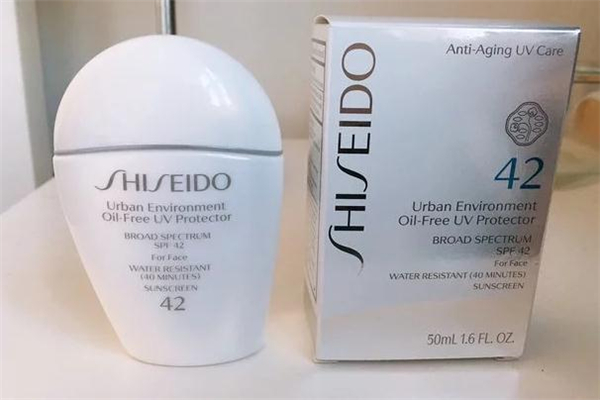 SHISEIDO
Urban Environment
Oil-Free UV Protector
BROAD SPECTRUM
SPF 42
For Face
WATER RESISTANT
(40 MINUTES)
SUNSCREEN
42
SHISEIDO
Anti-Aging UV Care
42
Urban Environment
Oil-Free UV Protector
BROAD SPECTRUM
SPF 42
For Face
WATER RESISTANT (40 MINUTES)
SUNSCREEN
50mL 1.6 FL. OZ.